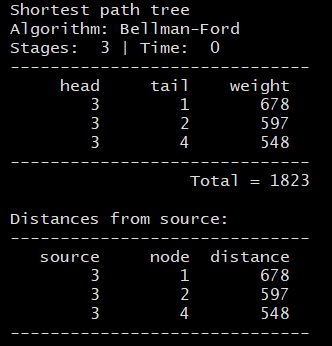 Shortest path tree
Algorithm: Bellman-Ford
Stages:  3 | Time:  0
------------------------------
     head     tail    weight
        3        1       678
        3        2       597
        3        4       548
------------------------------
                  Total = 1823

Distances from source:
------------------------------
   source     node  distance
        3        1       678
        3        2       597
        3        4       548
------------------------------